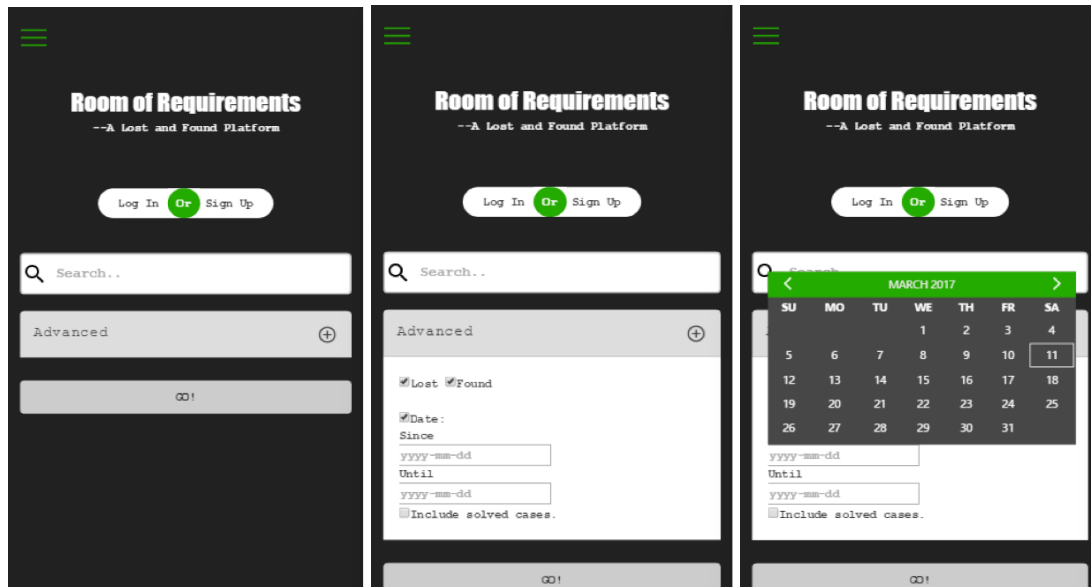 Room of Requirements
--A Lost and Found Platform
Log In Or Sign Up
Search..
Advanced
GO!
Room of Requirements
--A Lost and Found Platform
Log In Or Sign Up
Search..
Advanced
Lost Found
Date:
Since
yyyy-mm-dd
Until
yyyy-mm-dd
Include solved cases.
GO!
Room of Requirements
--A Lost and Found Platform
Log In Or Sign Up
MARCH 2017
SU MO TU WE TH FR SA
1 2 3 4
5 6 7 8 9 10 11
12 13 14 15 16 17 18
19 20 21 22 23 24 25
26 27 28 29 30 31
yyyy-mm-dd
Until
yyyy-mm-dd
Include solved cases.
GO!